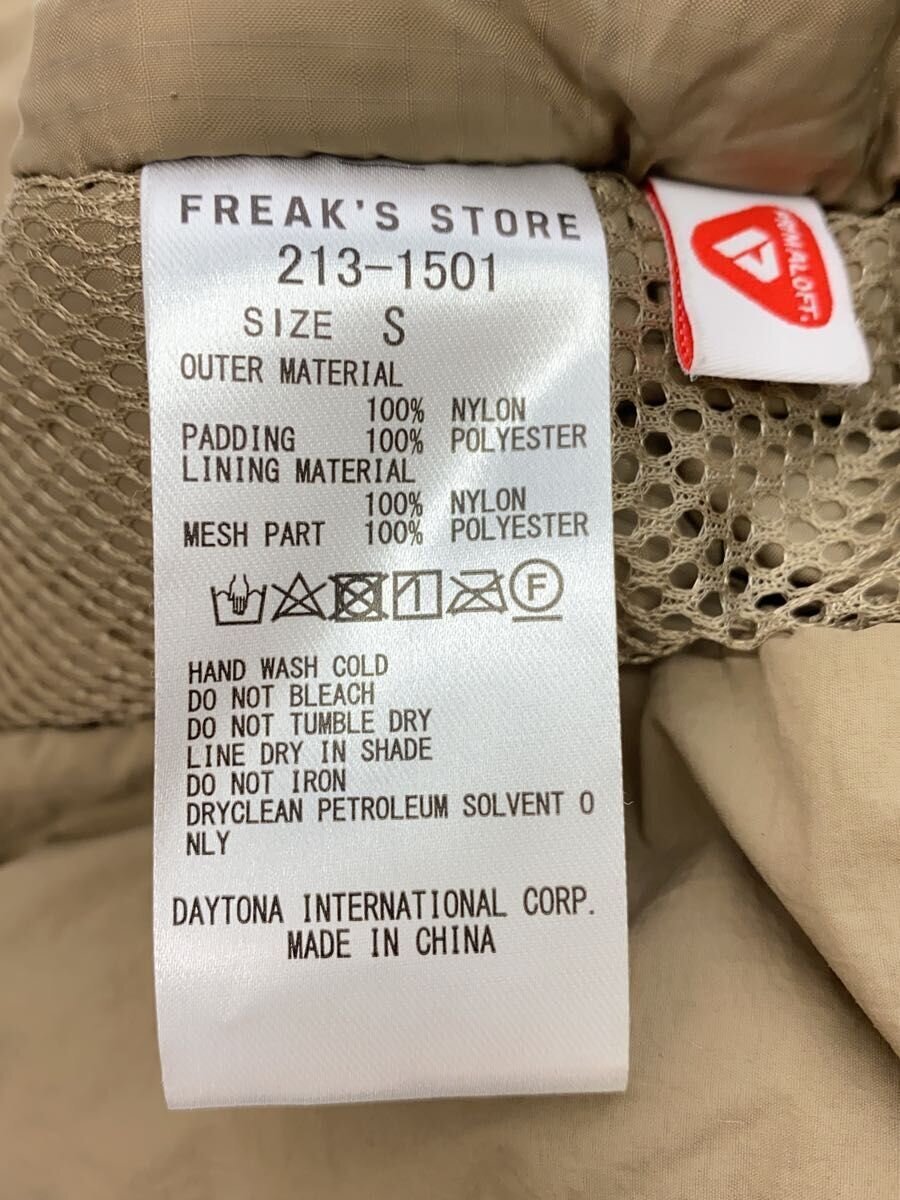 FREAK'S STORE
213-1501
SIZE S
OUTER MATERIAL
100% NYLON
PADDING 100% POLYESTER
LINING MATERIAL
100% NYLON
MESH PART 100% POLYESTER
F
HAND WASH COLD
DO NOT BLEACH
DO NOT TUMBLE DRY
LINE DRY IN SHADE
DO NOT IRON
DRYCLEAN PETROLEUM SOLVENT O
NLY
DAYTONA INTERNATIONAL CORP.
MADE IN CHINA
PRIMALOFT.